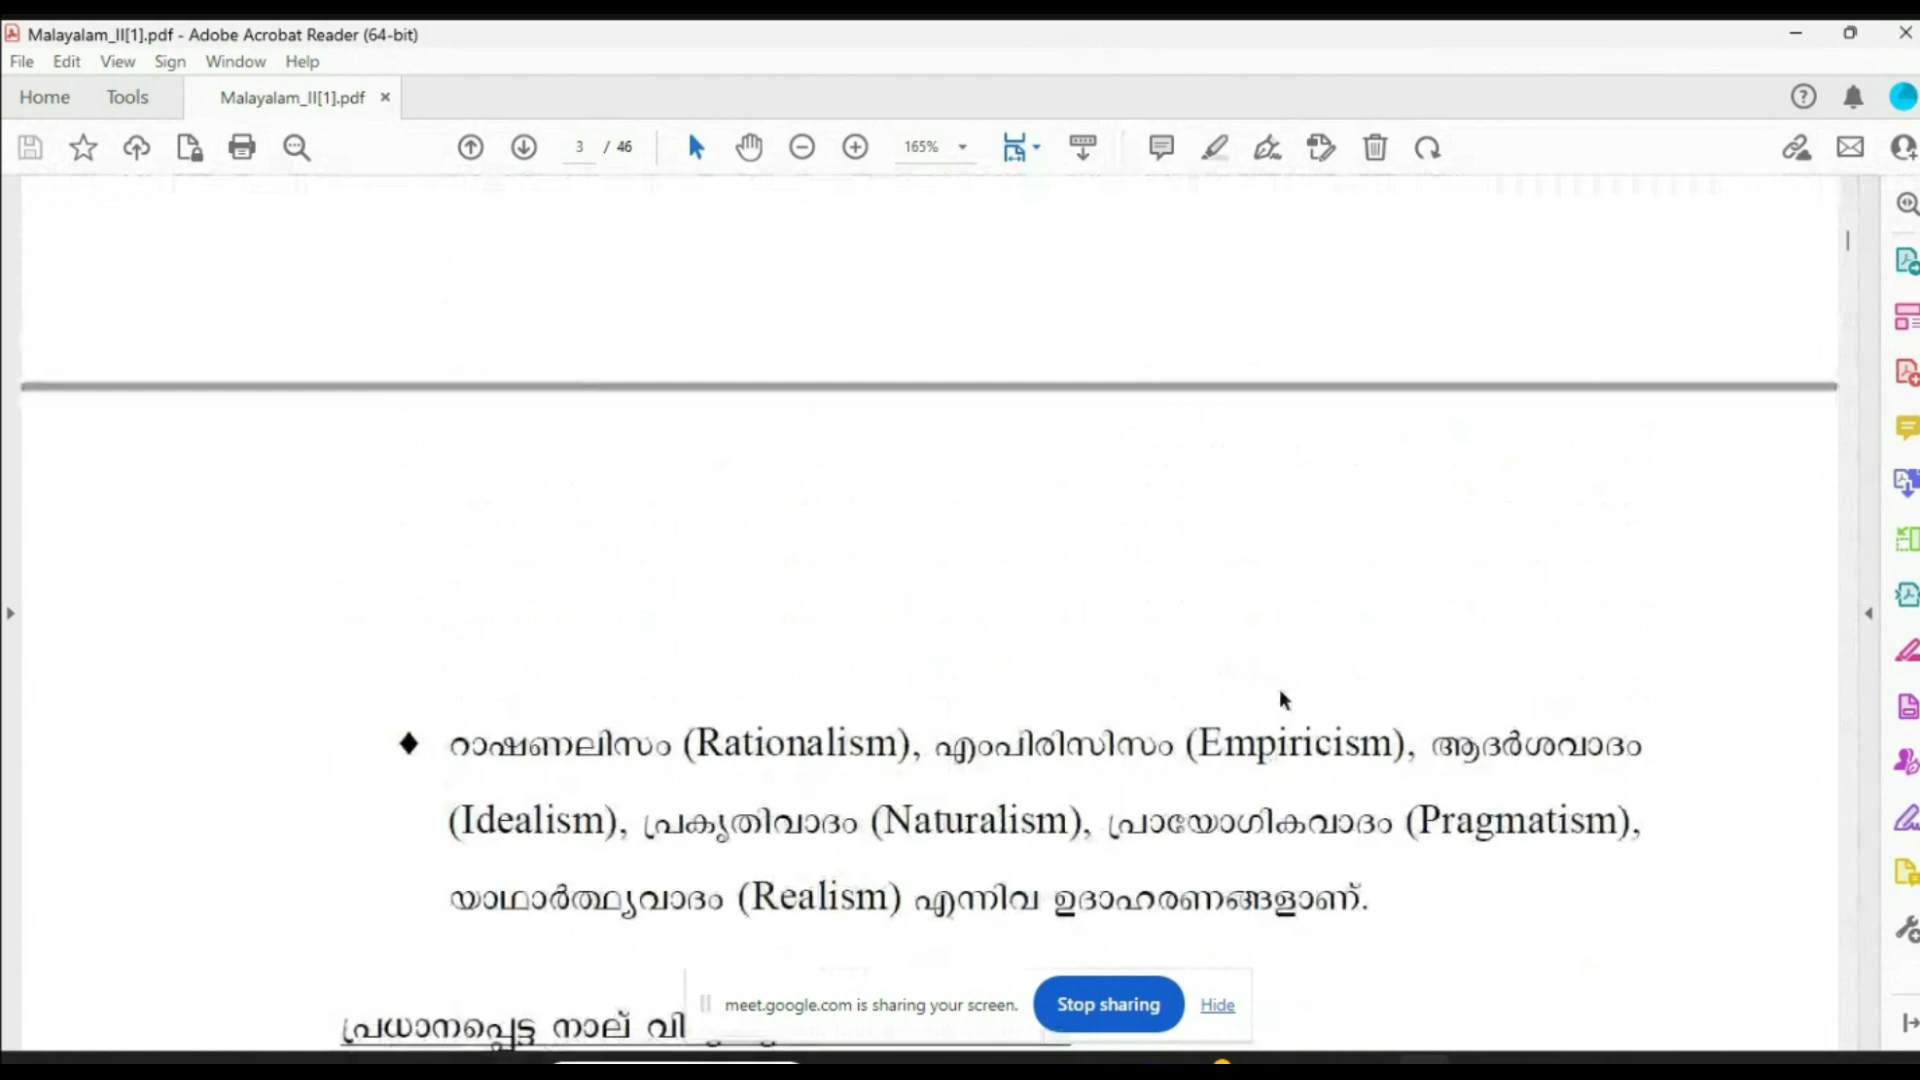 Malayalam_II[1].pdf - Adobe Acrobat Reader (64-bit)
File Edit View Sign Window Help
Home Tools Malayalam_II[1].pdf ×
3 / 46 165%
♦ റാഷണലിസം (Rationalism), എംപിരിസിസം (Empiricism), ആദർശവാദം
(Idealism), പ്രകൃതിവാദം (Naturalism), പ്രായോഗികവാദം (Pragmatism),
യാഥാർത്ഥ്യവാദം (Realism) എന്നിവ ഉദാഹരണങ്ങളാണ്.
meet.google.com is sharing your screen. Stop sharing Hide
പ്രധാനപ്പെട്ട നാല് വി